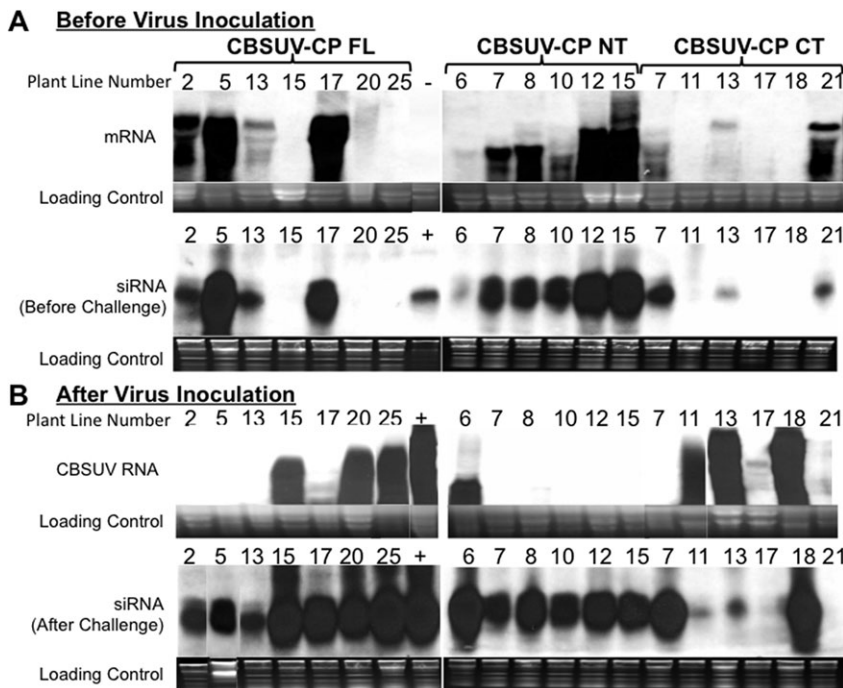 A Before Virus Inoculation
CBSUV-CP FL CBSUV-CP NT CBSUV-CP CT
Plant Line Number 2 5 13 15 17 20 25 - 6 7 8 10 12 15 7 11 13 17 18 21
mRNA
Loading Control
2 5 13 15 17 20 25 + 6 7 8 10 12 15 7 11 13 17 18 21
siRNA
(Before Challenge)
Loading Control
B After Virus Inoculation
Plant Line Number 2 5 13 15 17 20 25 + 6 7 8 10 12 15 7 11 13 17 18 21
CBSUV RNA
Loading Control
2 5 13 15 17 20 25 + 6 7 8 10 12 15 7 11 13 17 18 21
siRNA
(After Challenge)
Loading Control